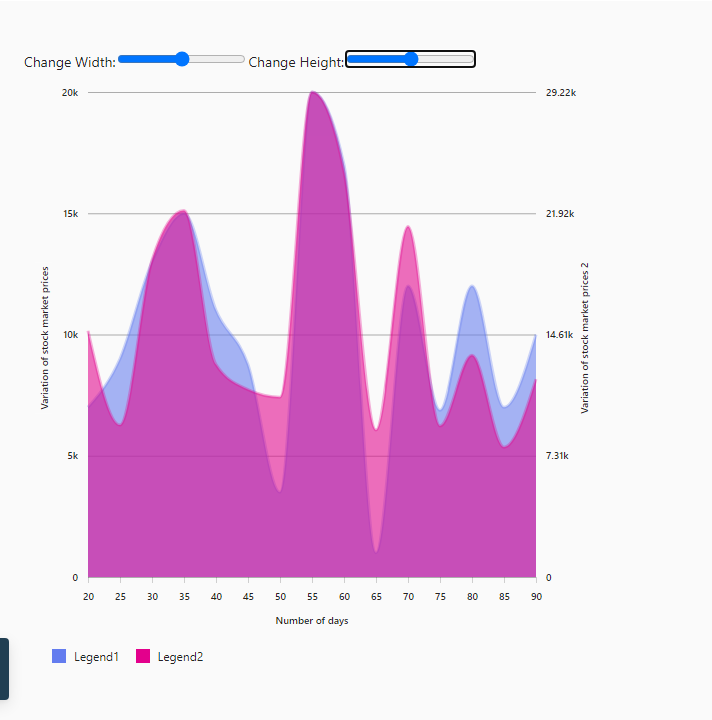 Change Width: Change Height:
20k 29.22k
15k 21.92k
10k 14.61k
5k 7.31k
0 0
Variation of stock market prices
Variation of stock market prices 2
20 25 30 35 40 45 50 55 60 65 70 75 80 85 90
Number of days
Legend1 Legend2